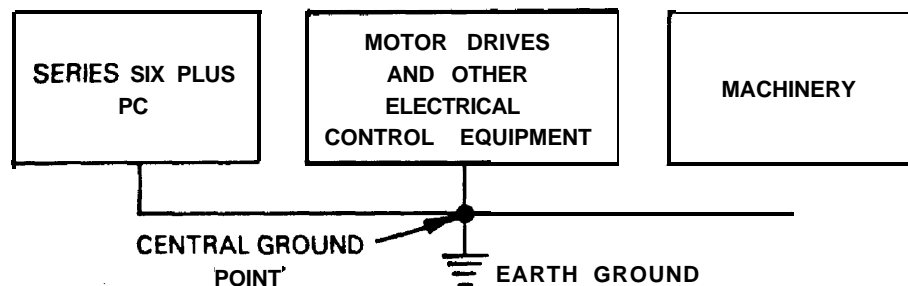 SERIES SIX PLUS
PC
MOTOR DRIVES
AND OTHER
ELECTRICAL
CONTROL EQUIPMENT
MACHINERY
CENTRAL GROUND
POINT
EARTH GROUND